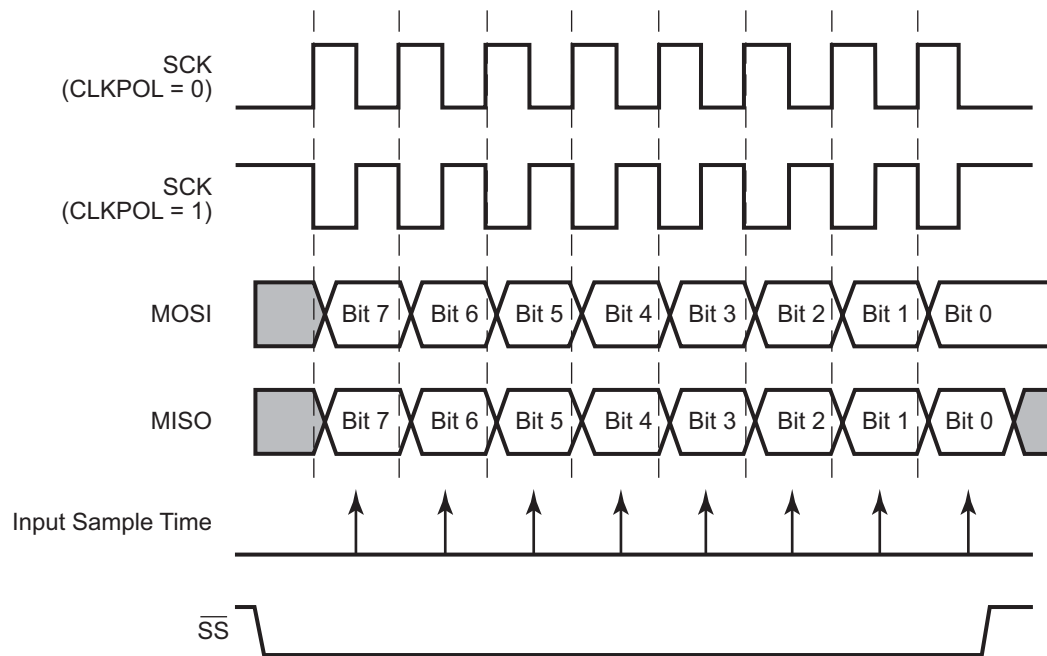 SCK
(CLKPOL = 0)
SCK
(CLKPOL = 1)
MOSI
Bit 7 Bit 6 Bit 5 Bit 4 Bit 3 Bit 2 Bit 1 Bit 0
MISO
Bit 7 Bit 6 Bit 5 Bit 4 Bit 3 Bit 2 Bit 1 Bit 0
Input Sample Time
S̅S̅